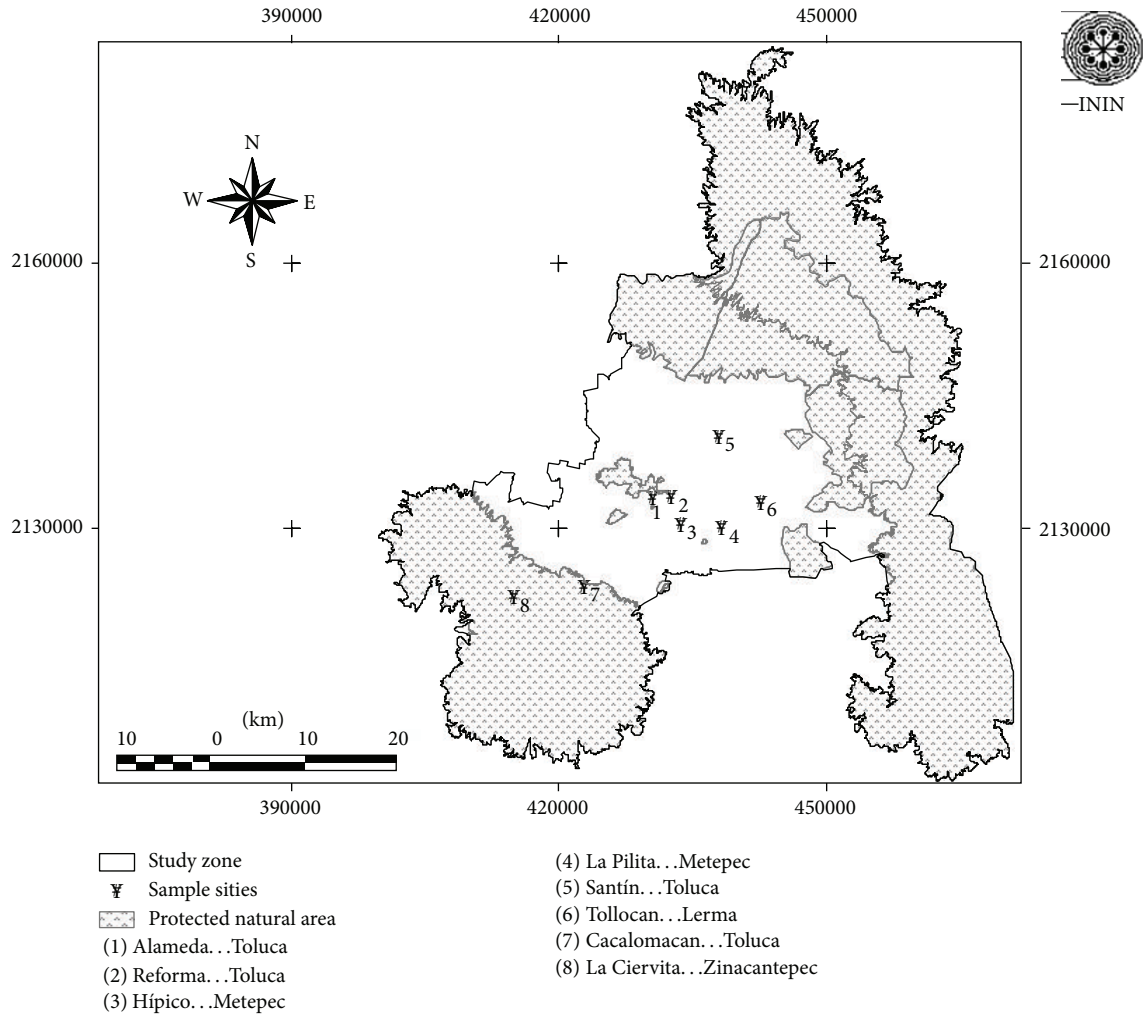 390000 420000 450000
—ININ
N
W E
S
2160000 2160000
5
2
1
3 4 6
2130000 2130000
7
8
(km)
10 0 10 20
390000 420000 450000
Study zone
Sample sities
Protected natural area
(1) Alameda...Toluca
(2) Reforma...Toluca
(3) Hípico...Metepec
(4) La Pilita...Metepec
(5) Santín...Toluca
(6) Tollocan...Lerma
(7) Cacalomacan...Toluca
(8) La Ciervita...Zinacantepec